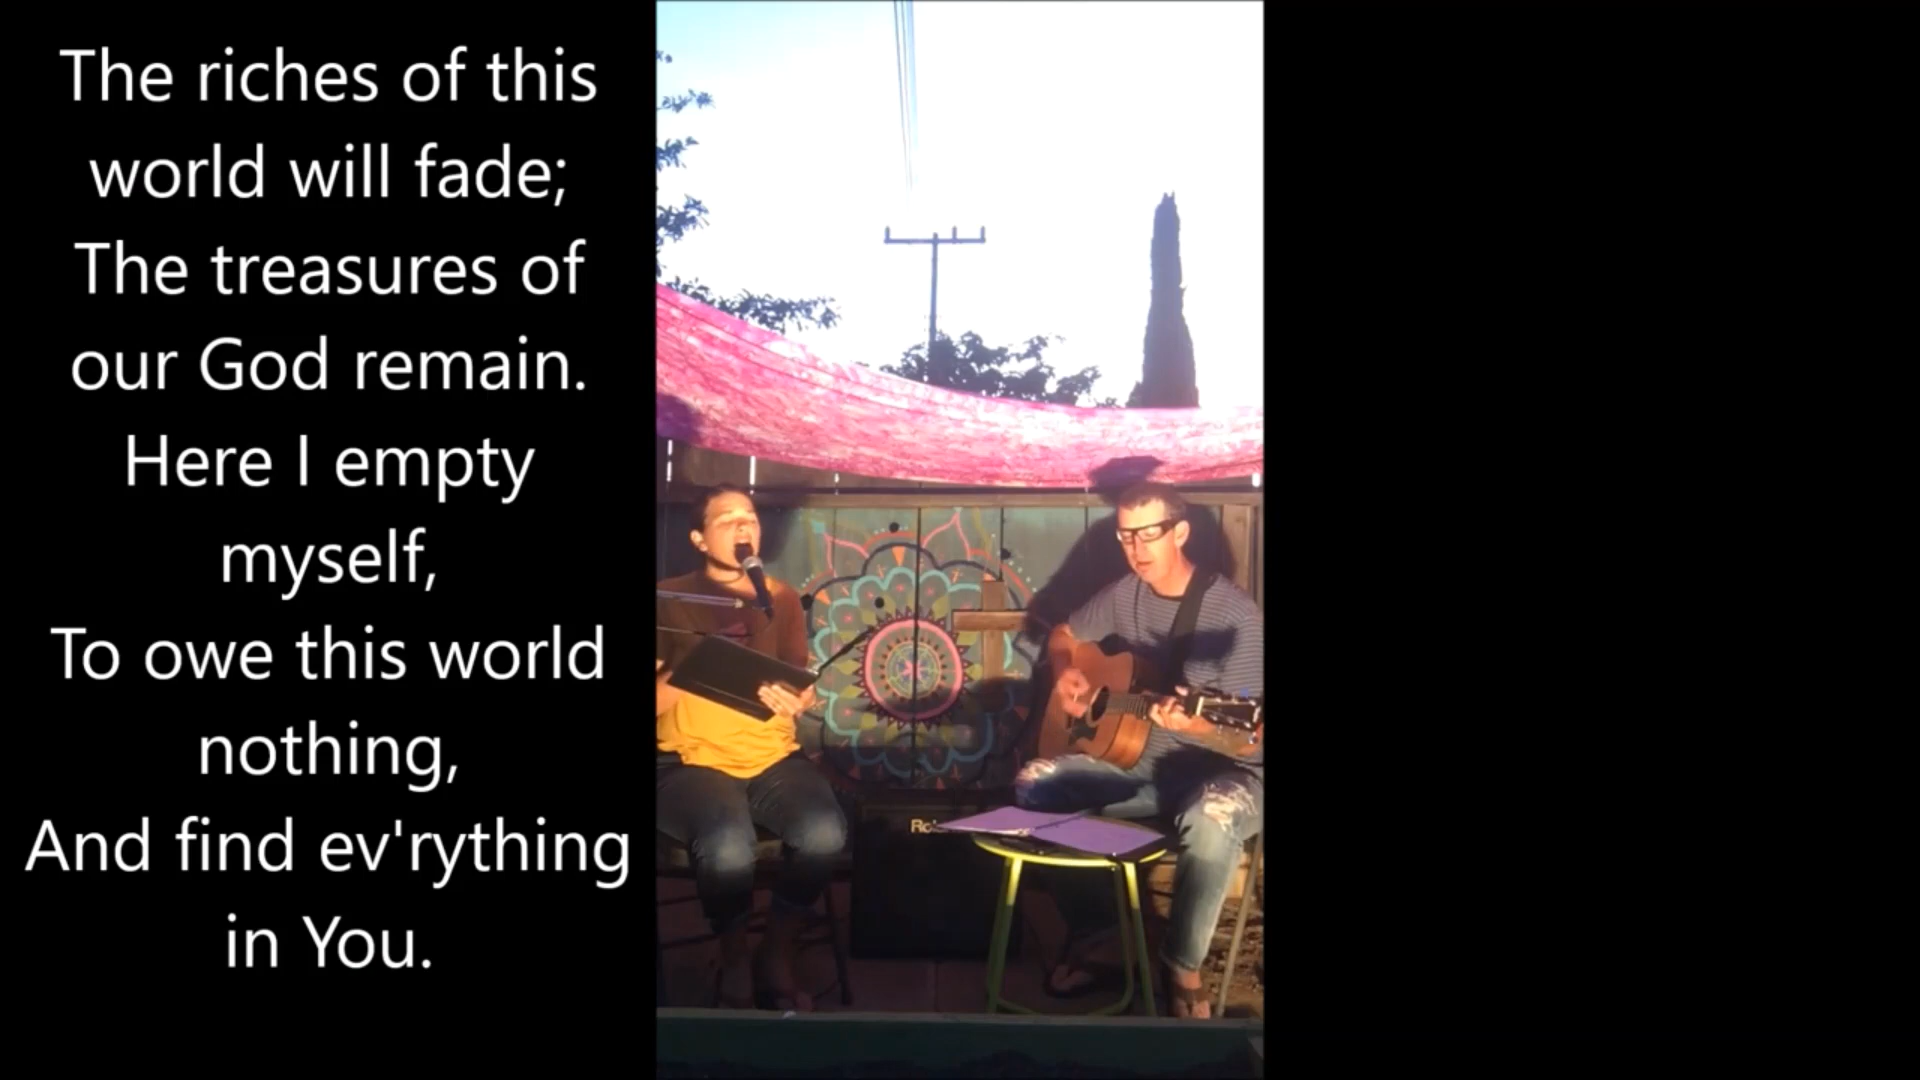 The riches of this
world will fade;
The treasures of
our God remain.
Here I empty
myself,
To owe this world
nothing,
And find ev'rything
in You.